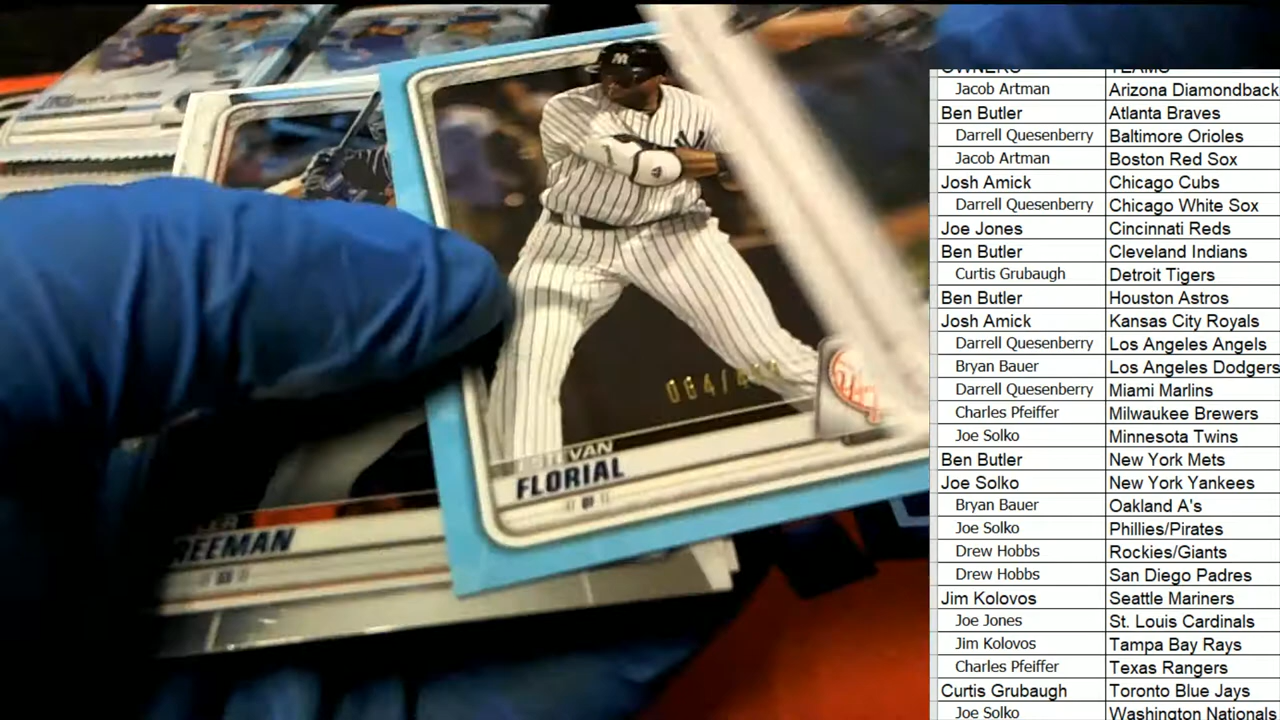 OWNERS TEAMS
Jacob Artman Arizona Diamondback
Ben Butler Atlanta Braves
Darrell Quesenberry Baltimore Orioles
Jacob Artman Boston Red Sox
Josh Amick Chicago Cubs
Darrell Quesenberry Chicago White Sox
Joe Jones Cincinnati Reds
Ben Butler Cleveland Indians
Curtis Grubaugh Detroit Tigers
Ben Butler Houston Astros
Josh Amick Kansas City Royals
Darrell Quesenberry Los Angeles Angels
Bryan Bauer Los Angeles Dodgers
Darrell Quesenberry Miami Marlins
Charles Pfeiffer Milwaukee Brewers
Joe Solko Minnesota Twins
Ben Butler New York Mets
Joe Solko New York Yankees
Bryan Bauer Oakland A's
Joe Solko Phillies/Pirates
Drew Hobbs Rockies/Giants
Drew Hobbs San Diego Padres
Jim Kolovos Seattle Mariners
Joe Jones St. Louis Cardinals
Jim Kolovos Tampa Bay Rays
Charles Pfeiffer Texas Rangers
Curtis Grubaugh Toronto Blue Jays
Joe Solko Washington Nationals
FLORIAL
REEMAN